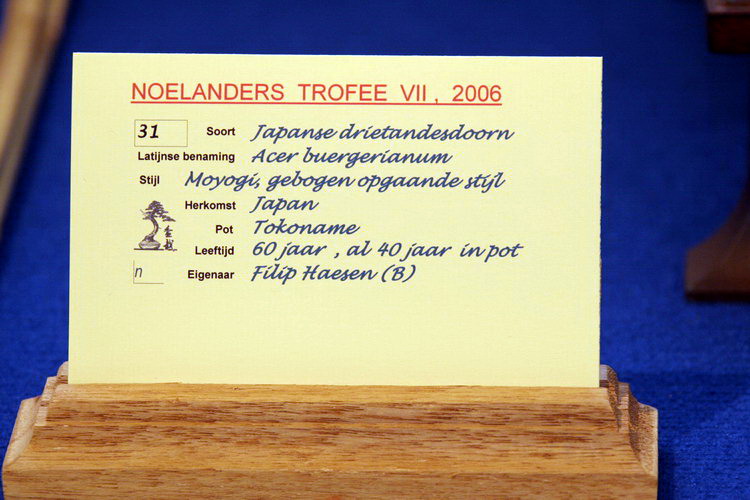 NOELANDERS TROFEE VII , 2006
31 Soort Japanse drietandesdoorn
Latijnse benaming Acer buergerianum
Stijl Moyogi, gebogen opgaande stijl
Herkomst Japan
Pot Tokoname
Leeftijd 60 jaar , al 40 jaar in pot
n Eigenaar Filip Haesen (B)